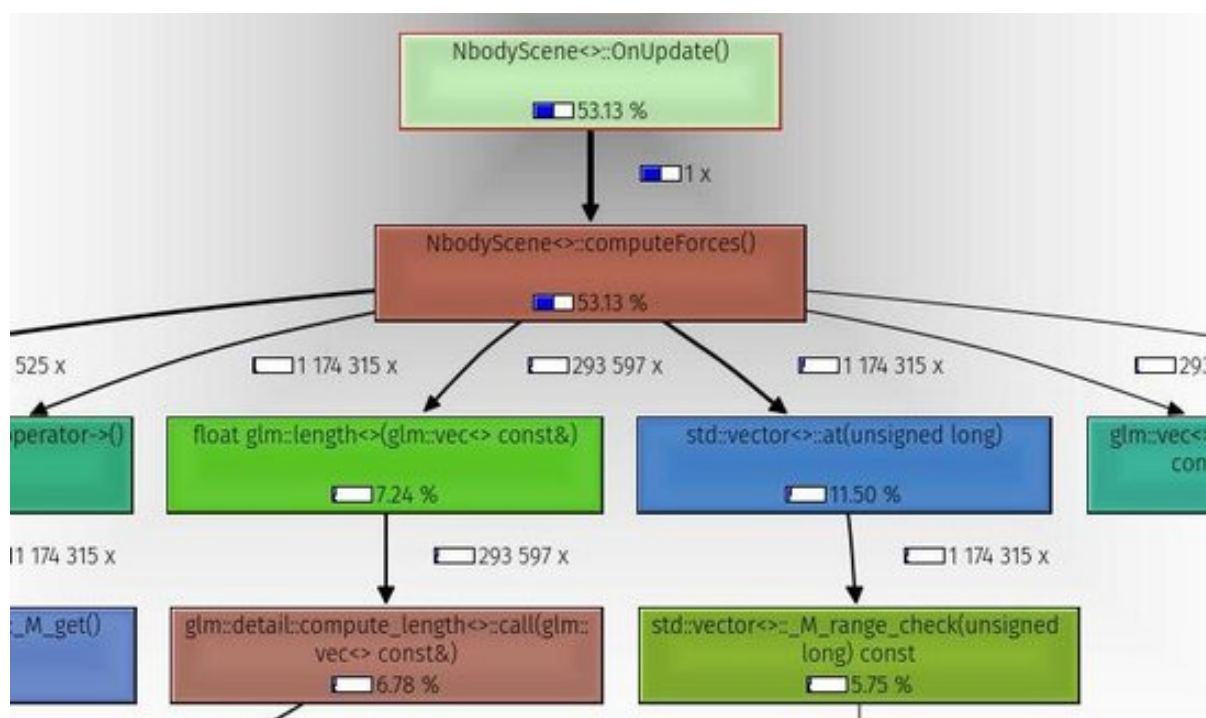 NbodyScene<>::OnUpdate()
53.13 %
1 x
NbodyScene<>::computeForces()
53.13 %
525 x
1 174 315 x
293 597 x
1 174 315 x
293
operator->()
float glm::length<>(glm::vec<> const&)
7.24 %
std::vector<>::at(unsigned long)
11.50 %
glm::vec<>
con
1 174 315 x
293 597 x
1 174 315 x
_M_get()
glm::detail::compute_length<>::call(glm::
vec<> const&)
6.78 %
std::vector<>::_M_range_check(unsigned
long) const
5.75 %